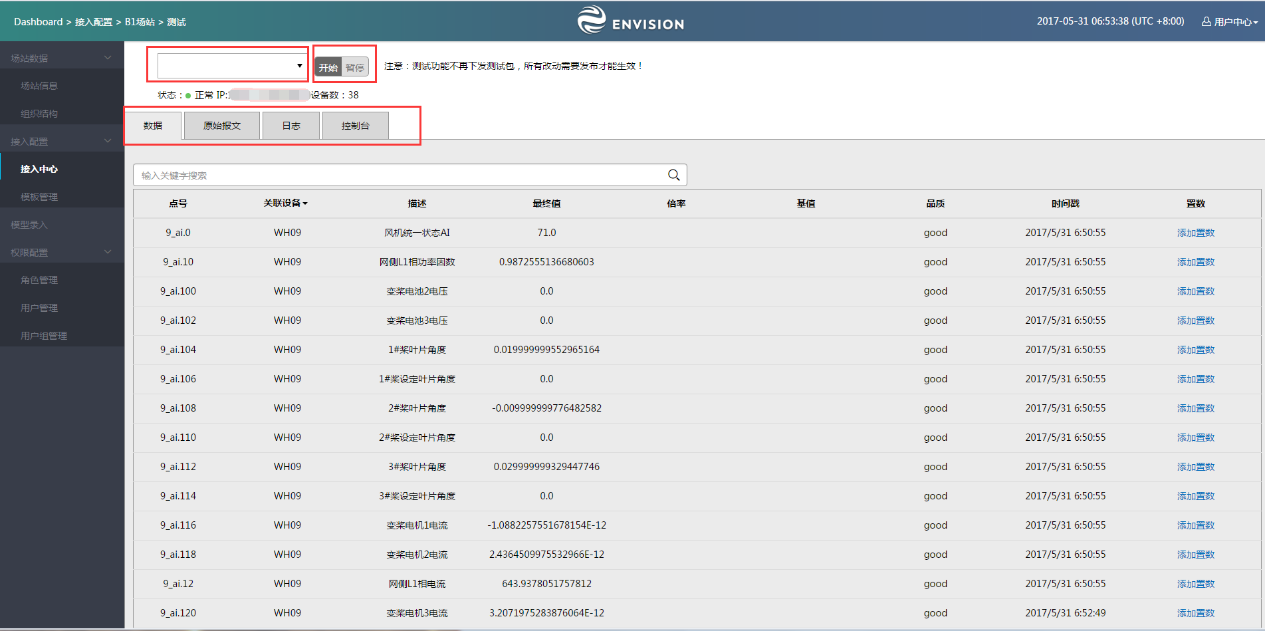 Dashboard > 接入配置 > B1场站 > 测试
ENVISION
2017-05-31 06:53:38 (UTC +8:00) 用户中心
场站数据
场站信息
组织结构
接入配置
接入中心
模板管理
模型录入
权限配置
角色管理
用户管理
用户组管理
开始 暂停 注意：测试功能不再下发测试包，所有改动需要发布才能生效！
状态： 正常 IP: 设备数：38
数据 原始报文 日志 控制台
输入关键字搜索
点号 关联设备 描述 最终值 倍率 基值 品质 时间戳 置数
9_ai.0 WH09 风机统一状态AI 71.0 good 2017/5/31 6:50:55 添加置数
9_ai.10 WH09 网侧L1相功率因数 0.9872555136680603 good 2017/5/31 6:50:55 添加置数
9_ai.100 WH09 变桨电池2电压 0.0 good 2017/5/31 6:50:55 添加置数
9_ai.102 WH09 变桨电池3电压 0.0 good 2017/5/31 6:50:55 添加置数
9_ai.104 WH09 1#桨叶片角度 0.019999999552965164 good 2017/5/31 6:50:55 添加置数
9_ai.106 WH09 1#桨设定叶片角度 0.0 good 2017/5/31 6:50:55 添加置数
9_ai.108 WH09 2#桨叶片角度 -0.009999999776482582 good 2017/5/31 6:50:55 添加置数
9_ai.110 WH09 2#桨设定叶片角度 0.0 good 2017/5/31 6:50:55 添加置数
9_ai.112 WH09 3#桨叶片角度 0.029999999329447746 good 2017/5/31 6:50:55 添加置数
9_ai.114 WH09 3#桨设定叶片角度 0.0 good 2017/5/31 6:50:55 添加置数
9_ai.116 WH09 变桨电机1电流 -1.0882257551678154E-12 good 2017/5/31 6:50:55 添加置数
9_ai.118 WH09 变桨电机2电流 2.4364509975532966E-12 good 2017/5/31 6:50:55 添加置数
9_ai.12 WH09 网侧L1相电流 643.9378051757812 good 2017/5/31 6:50:55 添加置数
9_ai.120 WH09 变桨电机3电流 3.2071975283876064E-12 good 2017/5/31 6:52:49 添加置数